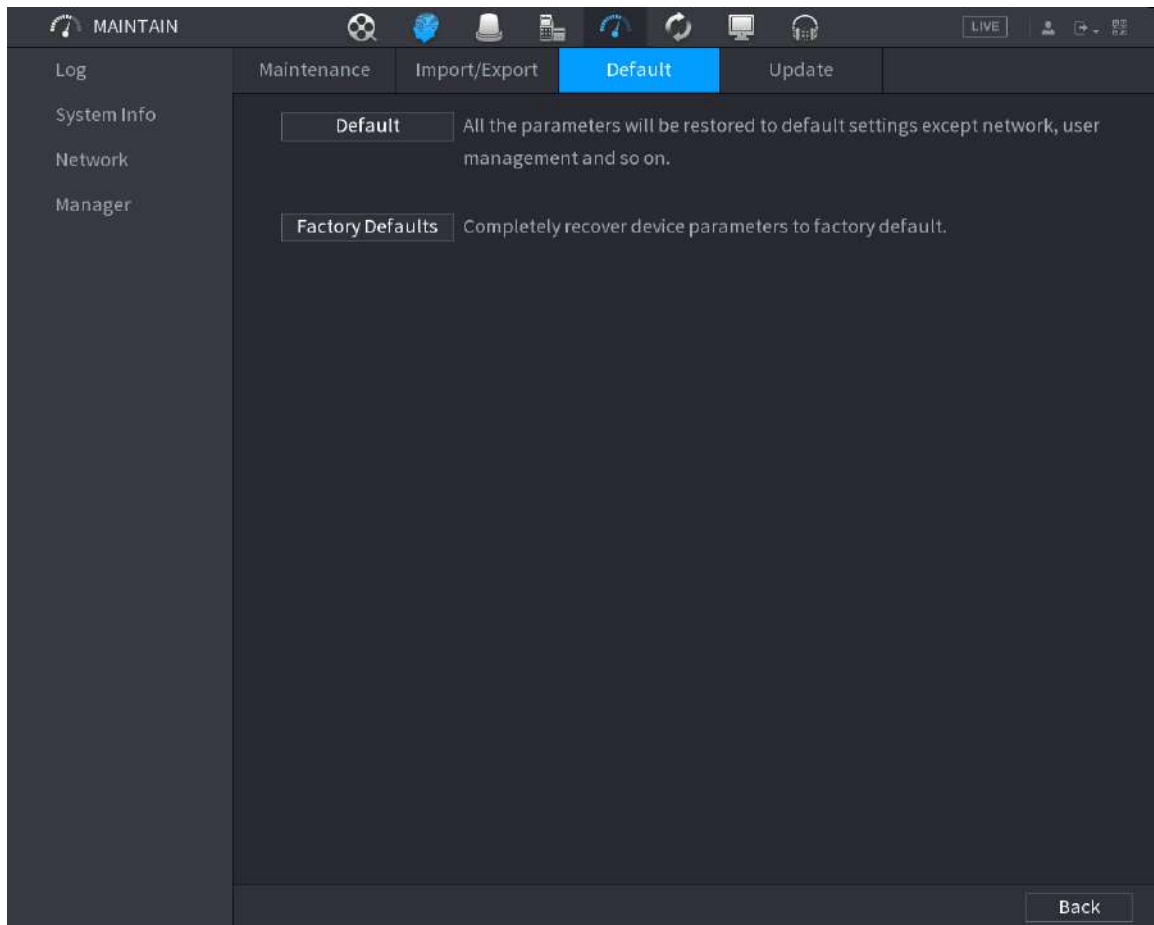 MAINTAIN
LIVE
Log
System Info
Network
Manager
Maintenance Import/Export Default Update
Default All the parameters will be restored to default settings except network, user
management and so on.
Factory Defaults Completely recover device parameters to factory default.
Back